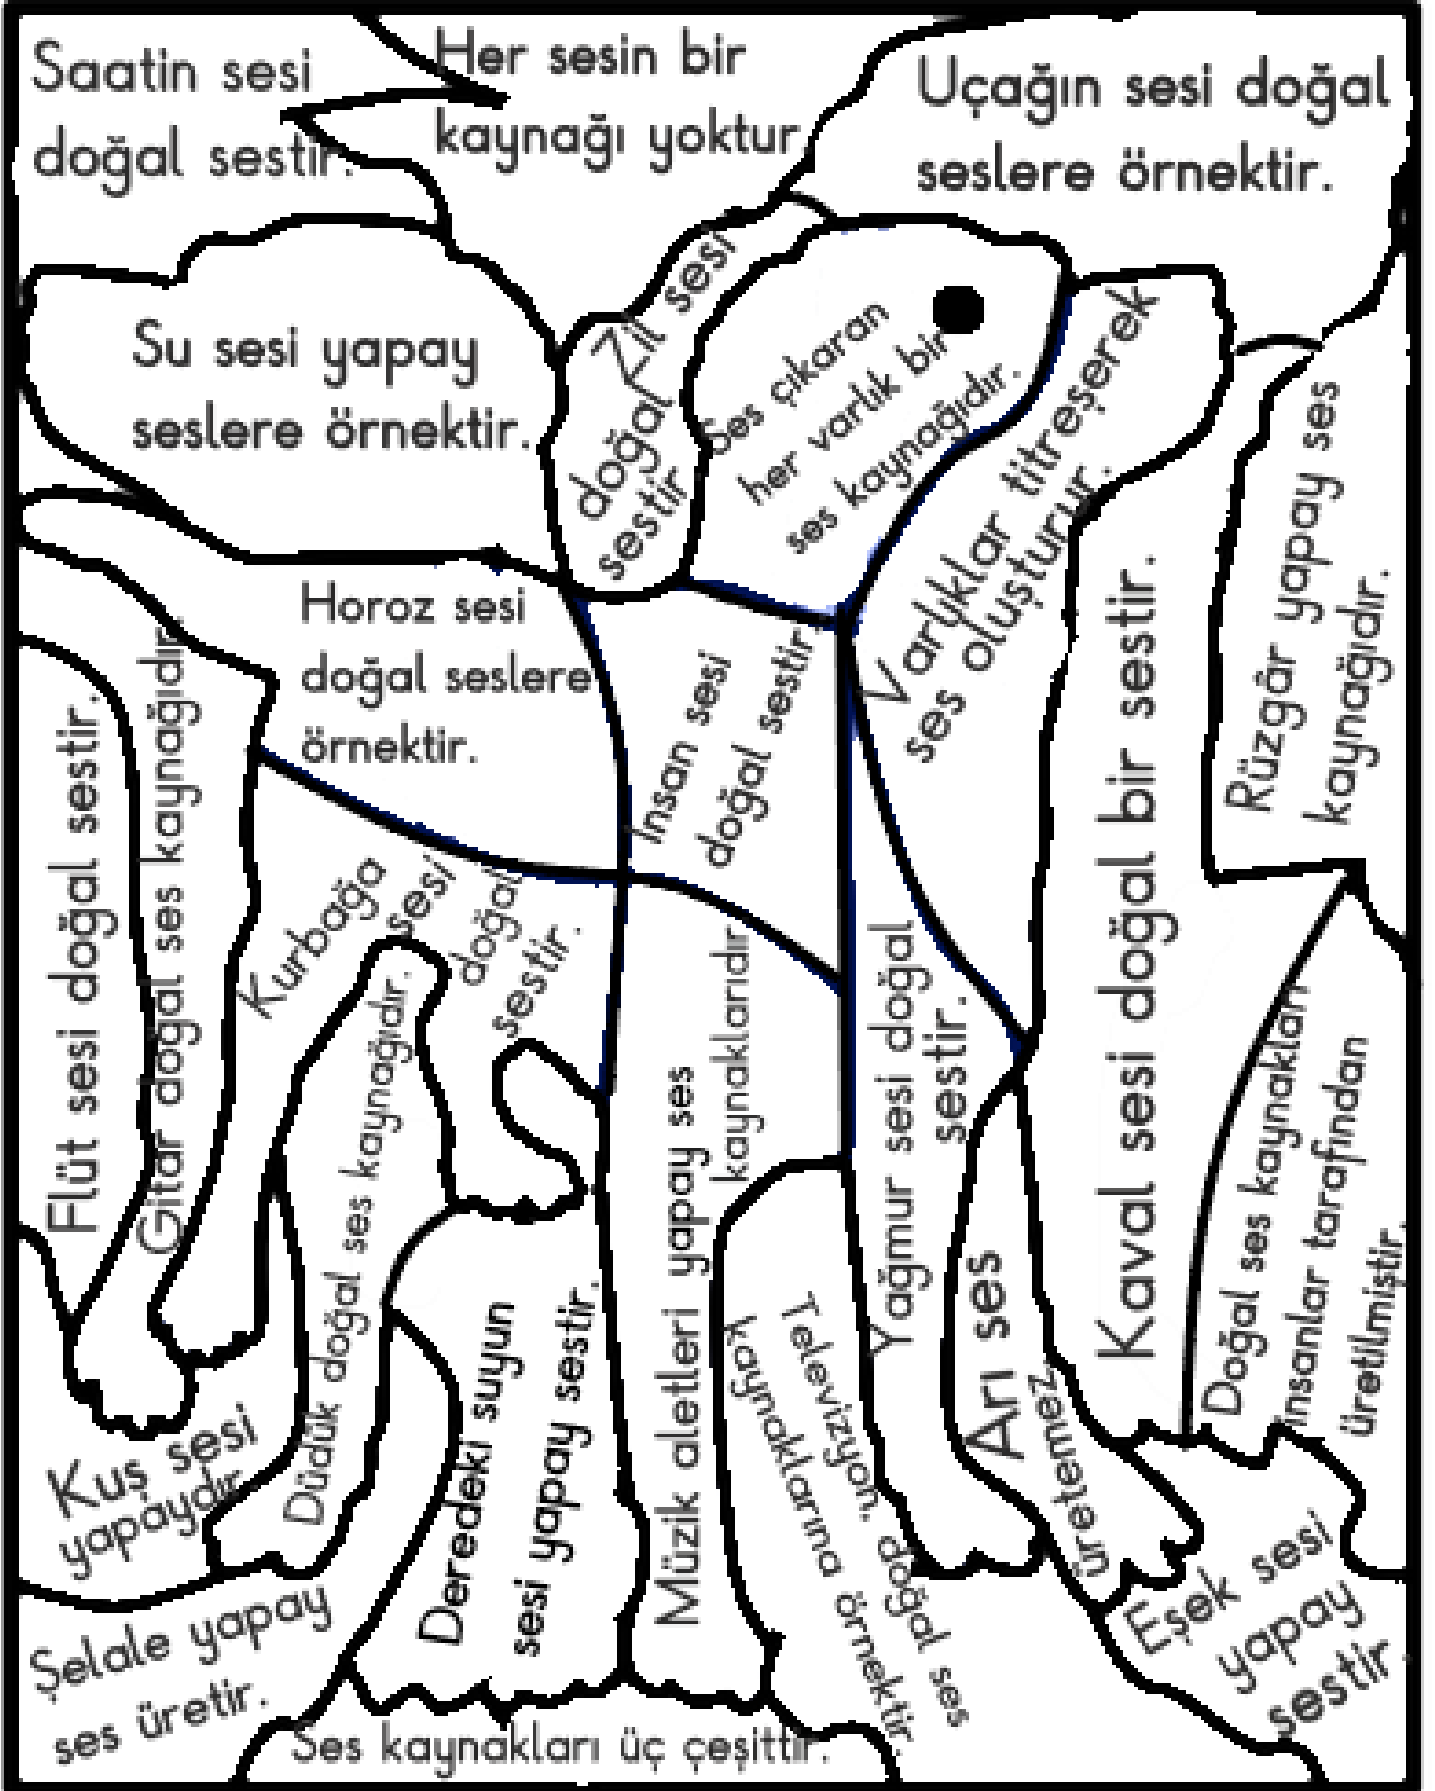 Saatin sesi
doğal sestir.
Her sesin bir
kaynağı yoktur.
Uçağın sesi doğal
seslere örnektir.
Su sesi yapay
seslere örnektir.
Zil sesi
doğal
sestir.
Ses çıkaran
her varlık bir
ses kaynağıdır.
Varlıklar titreşerek
ses oluşturur.
Rüzgâr yapay ses
kaynağıdır.
Horoz sesi
doğal seslere
örnektir.
İnsan sesi
doğal sestir.
Kaval sesi doğal bir sestir.
Flüt sesi doğal sestir.
Gitar doğal ses kaynağıdır.
Kurbağa
sesi
doğal
sestir.
Düdük doğal ses kaynağıdır.
Müzik aletleri yapay ses
kaynaklarıdır.
Yağmur sesi doğal
sestir.
Arı ses
üretemez.
Doğal ses kaynakları
insanlar tarafından
üretilmiştir.
Deredeki suyun
sesi yapay sestir.
Televizyon, doğal ses
kaynaklarına örnektir.
Kuş sesi
yapaydır.
Eşek sesi
yapay
sestir.
Şelale yapay
ses üretir.
Ses kaynakları üç çeşittir.